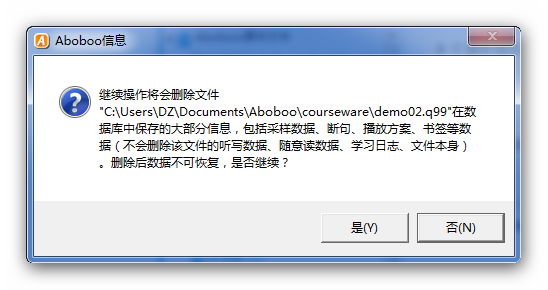 Aboboo信息
继续操作将会删除文件
"C:\Users\DZ\Documents\Aboboo\courseware\demo02.q99"在数
据库中保存的大部分信息，包括采样数据、断句、播放方案、书签等数
据（不会删除该文件的听写数据、随意读数据、学习日志、文件本身）
。删除后数据不可恢复，是否继续？
是(Y)
否(N)